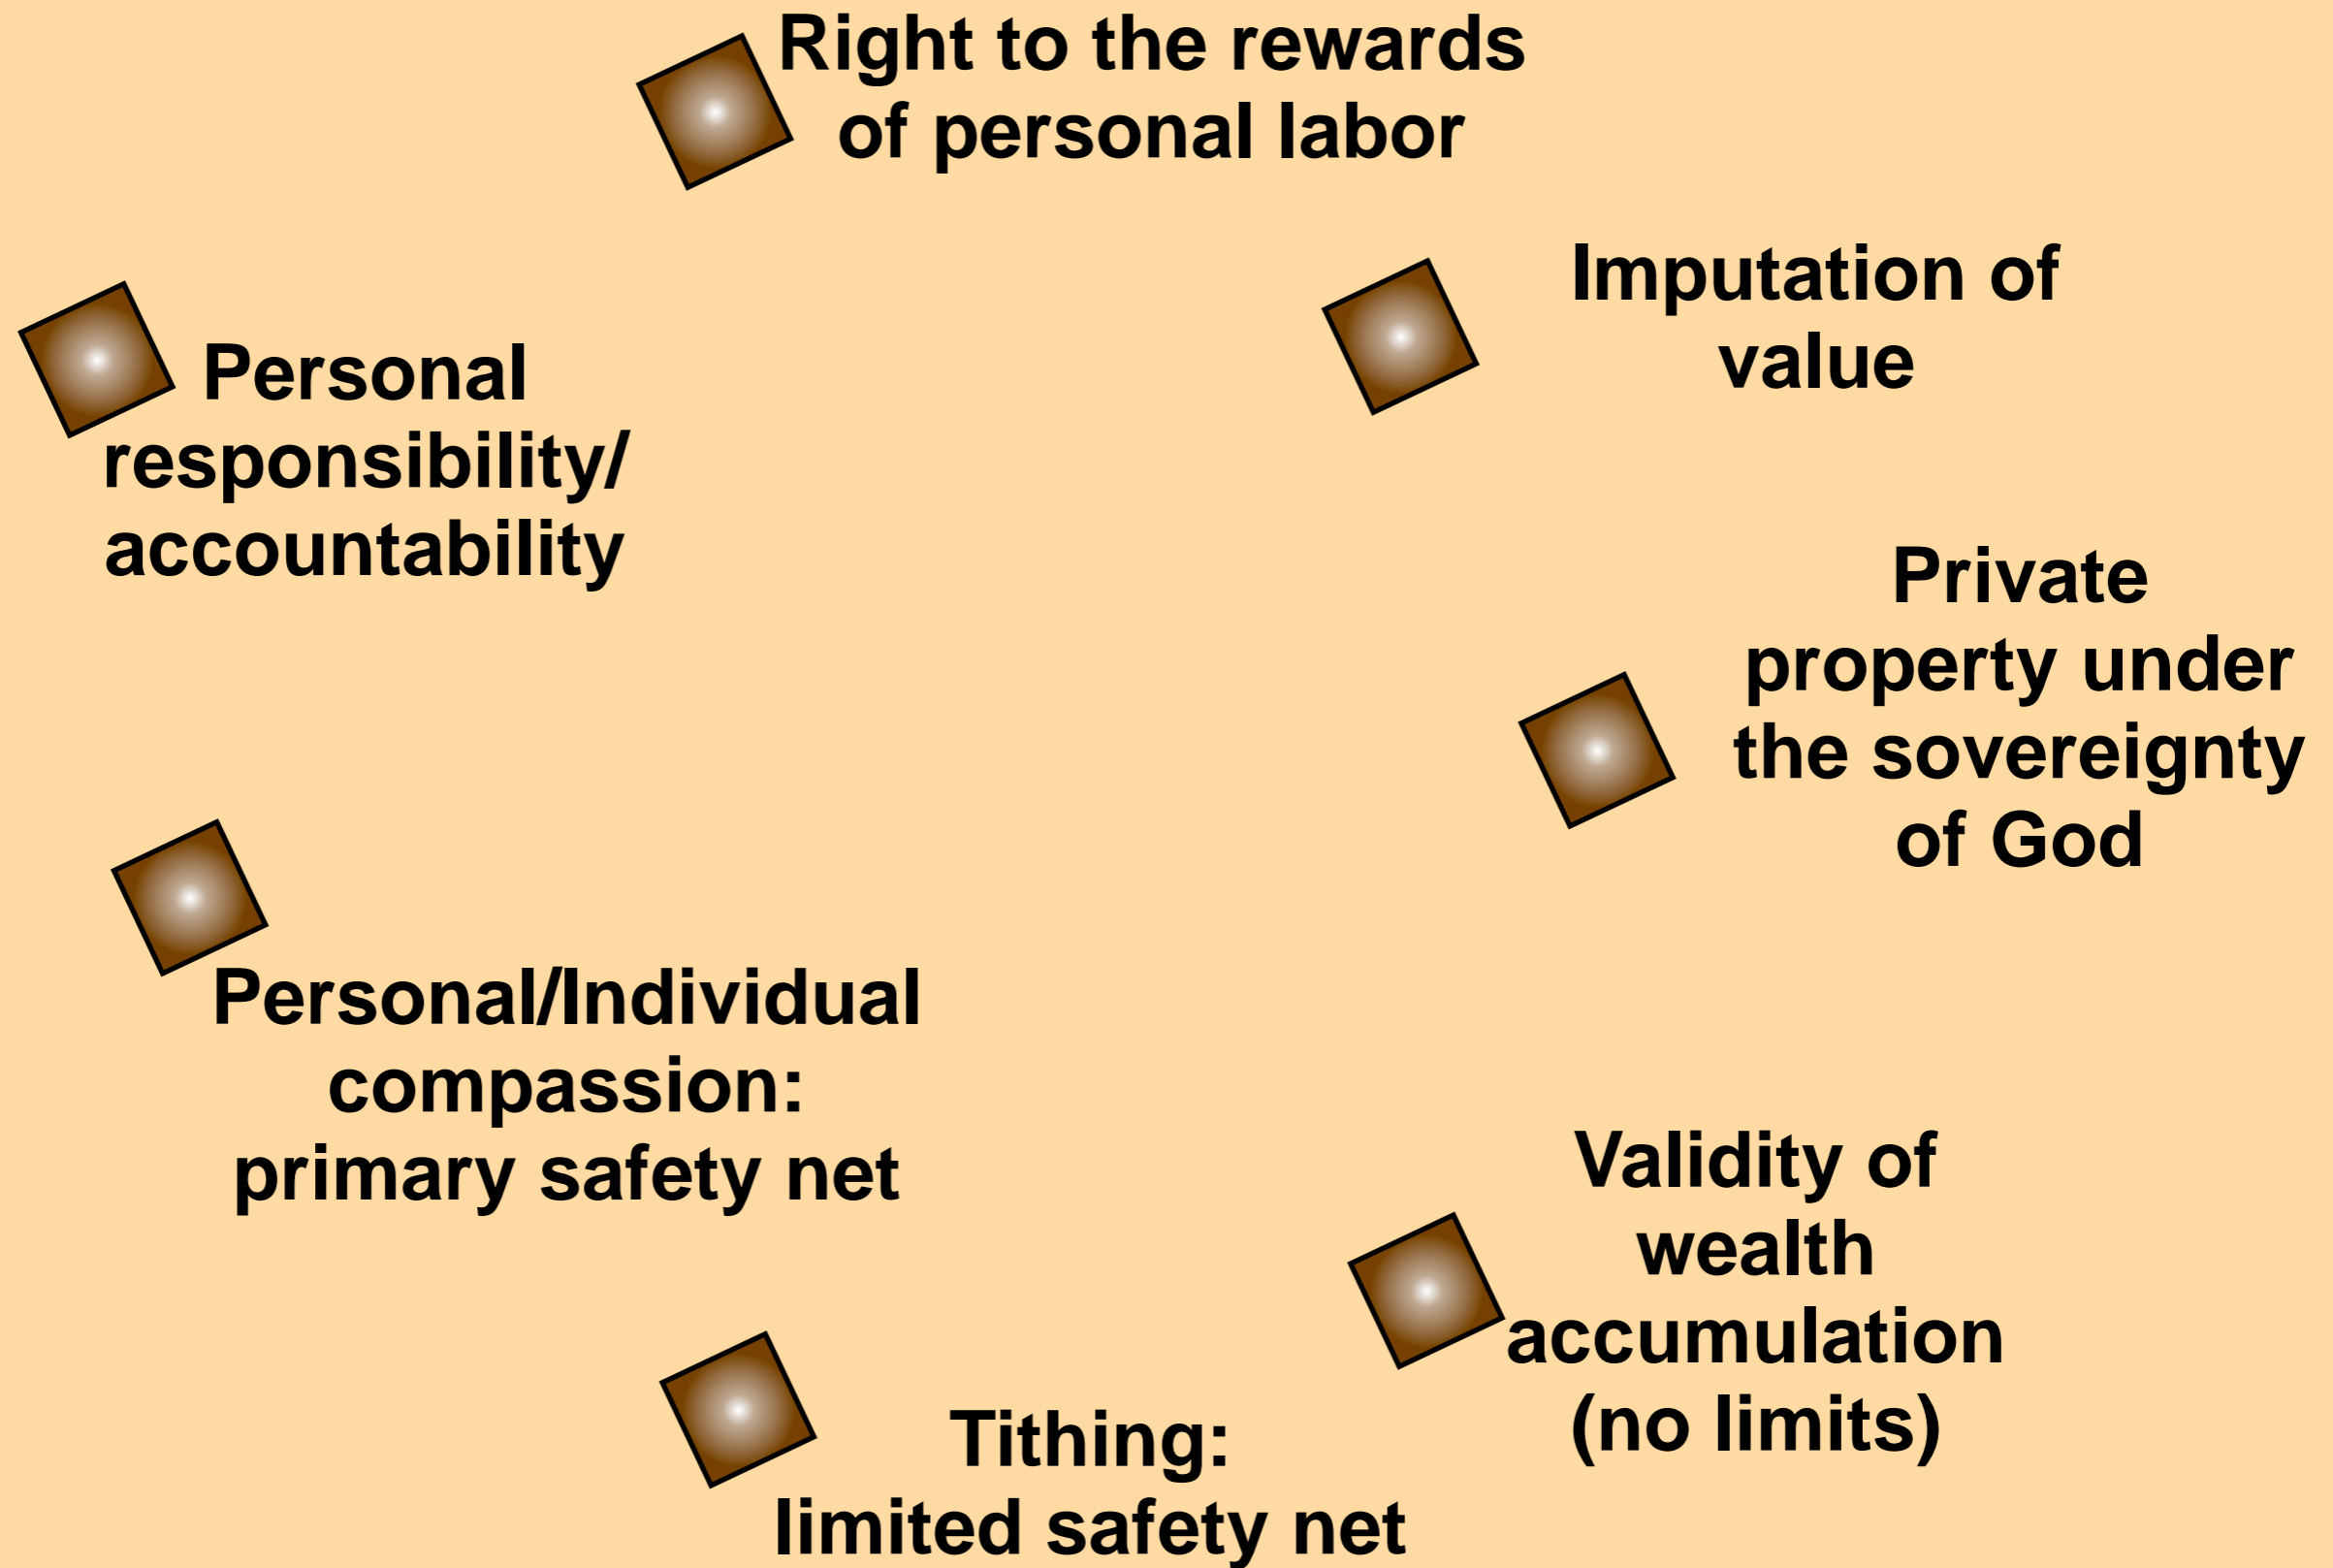 Right to the rewards
of personal labor
Imputation of
value
Personal
responsibility/
accountability
Private
property under
the sovereignty
of God
Personal/Individual
compassion:
primary safety net
Validity of
wealth
accumulation
(no limits)
Tithing:
limited safety net